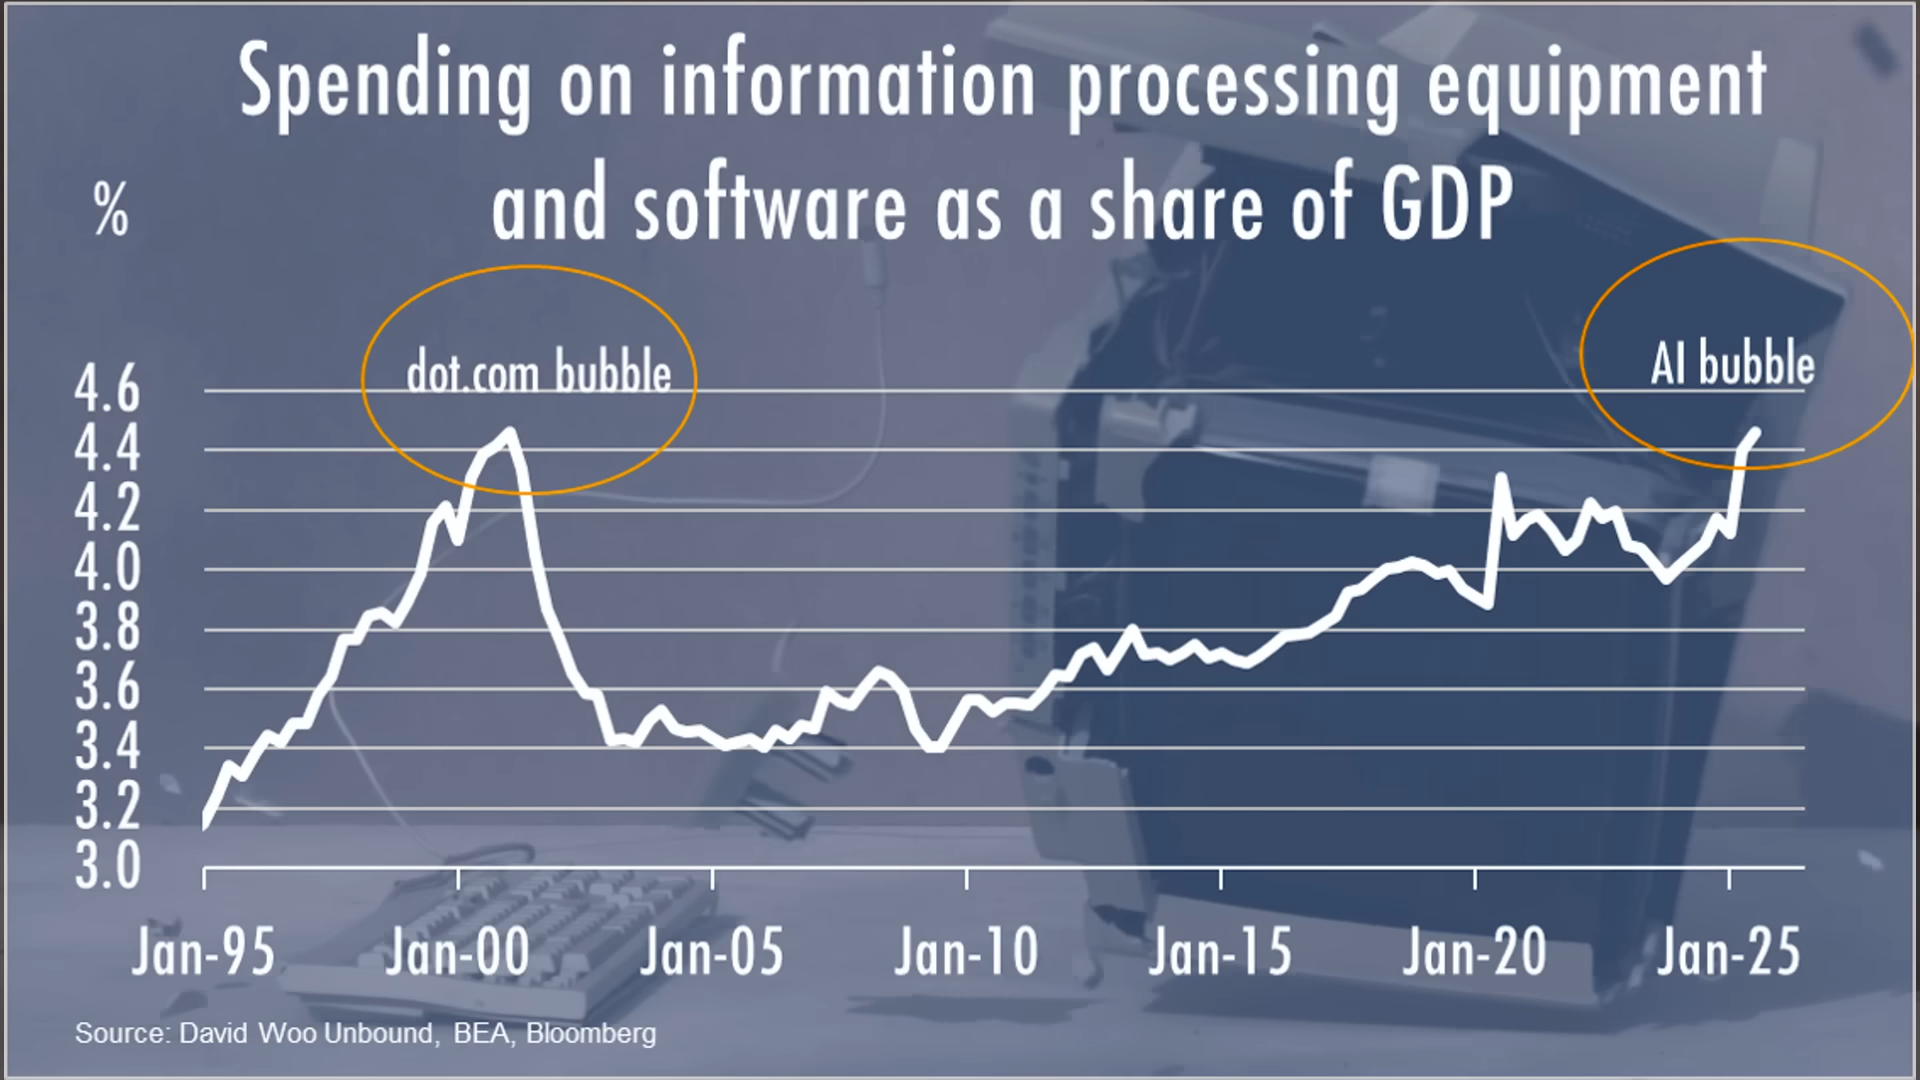 Spending on information processing equipment
and software as a share of GDP
%
dot.com bubble
AI bubble
4.6
4.4
4.2
4.0
3.8
3.6
3.4
3.2
3.0
Jan-95 Jan-00 Jan-05 Jan-10 Jan-15 Jan-20 Jan-25
Source: David Woo Unbound, BEA, Bloomberg